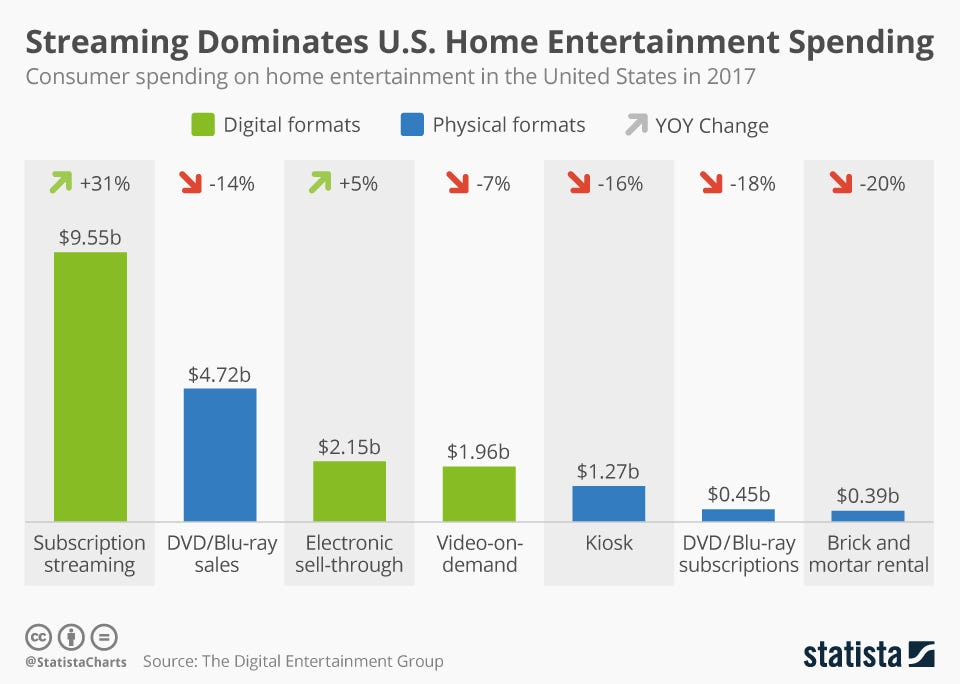 Streaming Dominates U.S. Home Entertainment Spending
Consumer spending on home entertainment in the United States in 2017
Digital formats
Physical formats
YOY Change
+31%
-14%
+5%
-7%
-16%
-18%
-20%
$9.55b
$4.72b
$2.15b
$1.96b
$1.27b
$0.45b
$0.39b
Subscription
streaming
DVD/Blu-ray
sales
Electronic
sell-through
Video-on-
demand
Kiosk
DVD/Blu-ray
subscriptions
Brick and
mortar rental
cc
@StatistaCharts
Source: The Digital Entertainment Group
statista